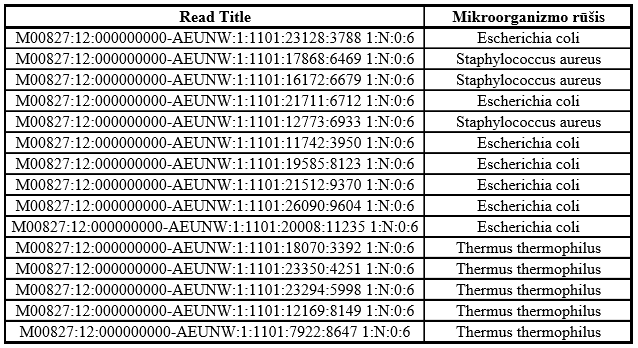 Read Title Mikroorganizmo rūšis
M00827:12:000000000-AEUNW:1:1101:23128:3788 1:N:0:6 Escherichia coli
M00827:12:000000000-AEUNW:1:1101:17868:6469 1:N:0:6 Staphylococcus aureus
M00827:12:000000000-AEUNW:1:1101:16172:6679 1:N:0:6 Staphylococcus aureus
M00827:12:000000000-AEUNW:1:1101:21711:6712 1:N:0:6 Escherichia coli
M00827:12:000000000-AEUNW:1:1101:12773:6933 1:N:0:6 Staphylococcus aureus
M00827:12:000000000-AEUNW:1:1101:11742:3950 1:N:0:6 Escherichia coli
M00827:12:000000000-AEUNW:1:1101:19585:8123 1:N:0:6 Escherichia coli
M00827:12:000000000-AEUNW:1:1101:21512:9370 1:N:0:6 Escherichia coli
M00827:12:000000000-AEUNW:1:1101:26090:9604 1:N:0:6 Escherichia coli
M00827:12:000000000-AEUNW:1:1101:20008:11235 1:N:0:6 Escherichia coli
M00827:12:000000000-AEUNW:1:1101:18070:3392 1:N:0:6 Thermus thermophilus
M00827:12:000000000-AEUNW:1:1101:23350:4251 1:N:0:6 Thermus thermophilus
M00827:12:000000000-AEUNW:1:1101:23294:5998 1:N:0:6 Thermus thermophilus
M00827:12:000000000-AEUNW:1:1101:12169:8149 1:N:0:6 Thermus thermophilus
M00827:12:000000000-AEUNW:1:1101:7922:8647 1:N:0:6 Thermus thermophilus